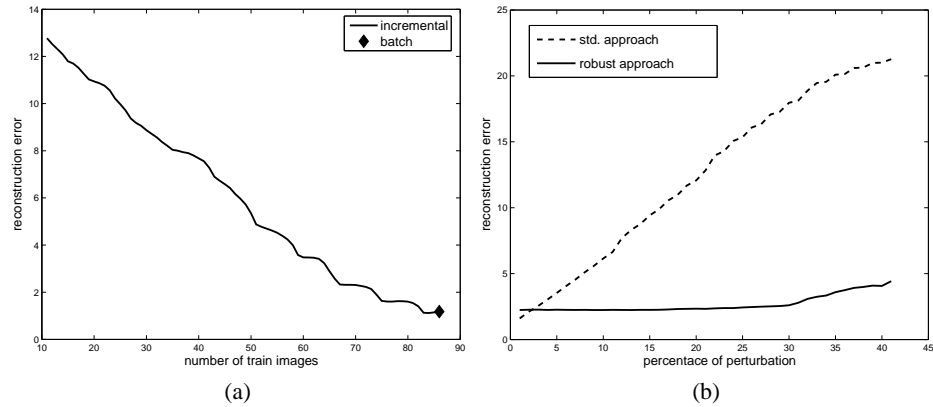 14
12
10
8
6
4
2
0
10 20 30 40 50 60 70 80 90
reconstruction error
number of train images
incremental
batch
(a)
25
20
15
10
5
0
0 5 10 15 20 25 30 35 40 45
reconstruction error
percentace of perturbation
std. approach
robust approach
(b)